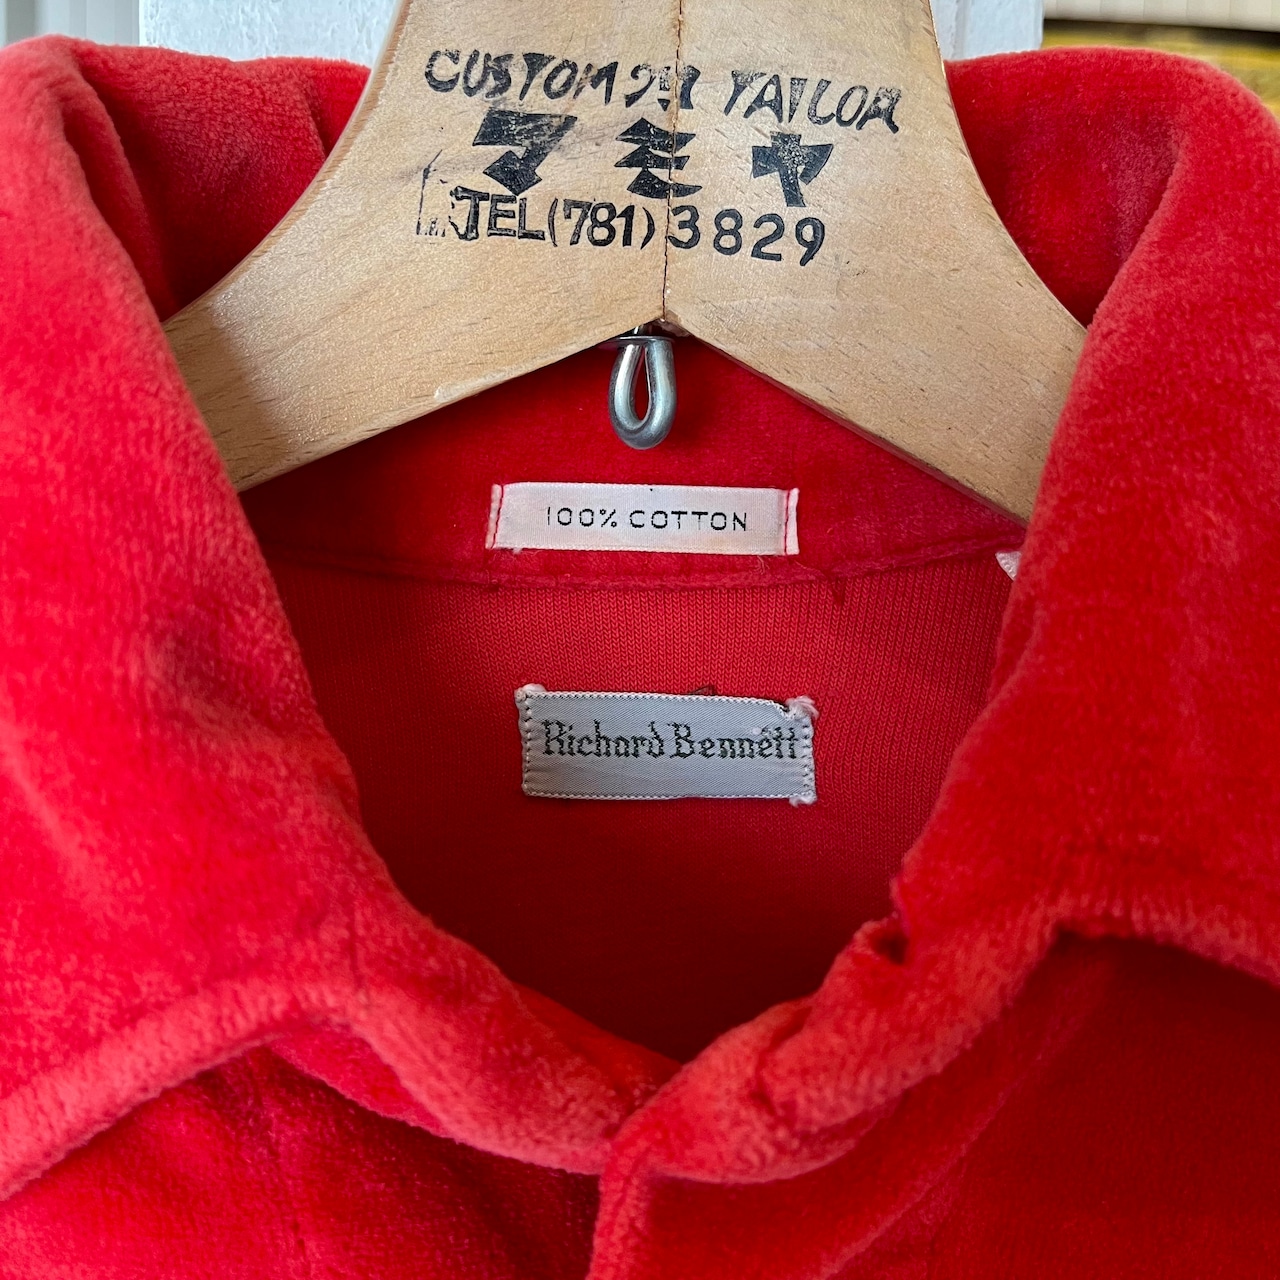 CUSTOM TAILOR
マミヤ
TEL(781)3829
100% COTTON
Richard Bennett